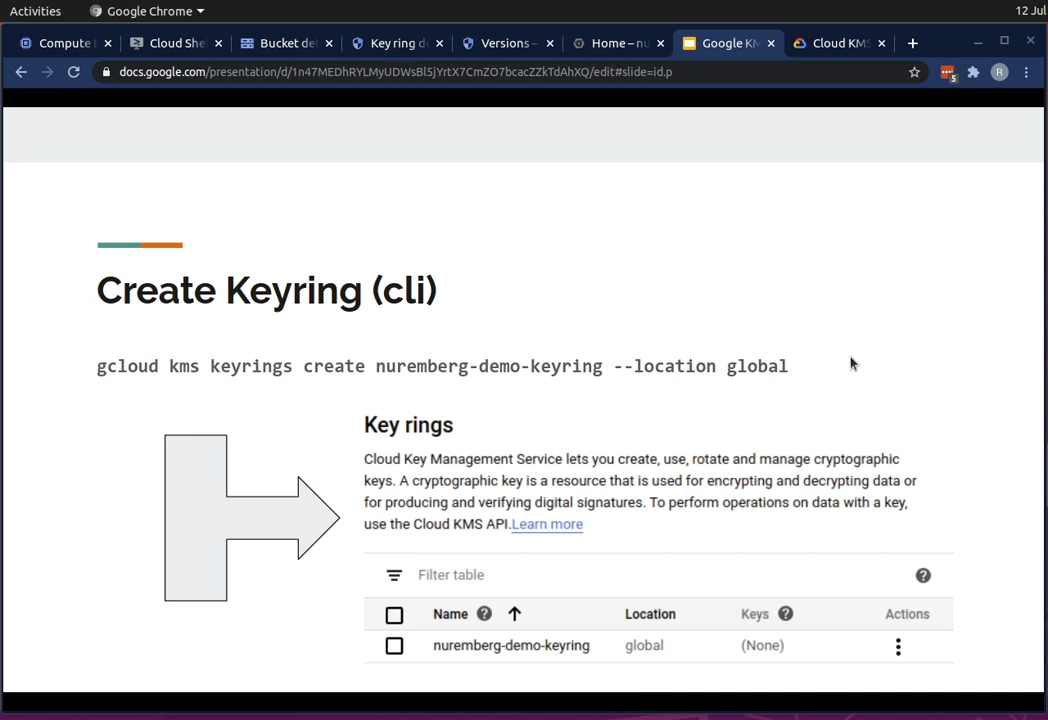 Activities Google Chrome 12 Jul
Compute E Cloud She Bucket de Key ring d Versions – Home – nu Google KM Cloud KMS
docs.google.com/presentation/d/1n47MEDhRYLMyUDWsBl5jYrtX7CmZO7bcacZZkTdAhXQ/edit#slide=id.p 5 R
Create Keyring (cli)
gcloud kms keyrings create nuremberg-demo-keyring --location global
Key rings
Cloud Key Management Service lets you create, use, rotate and manage cryptographic
keys. A cryptographic key is a resource that is used for encrypting and decrypting data or
for producing and verifying digital signatures. To perform operations on data with a key,
use the Cloud KMS API.Learn more
Filter table
Name Location Keys Actions
nuremberg-demo-keyring global (None)